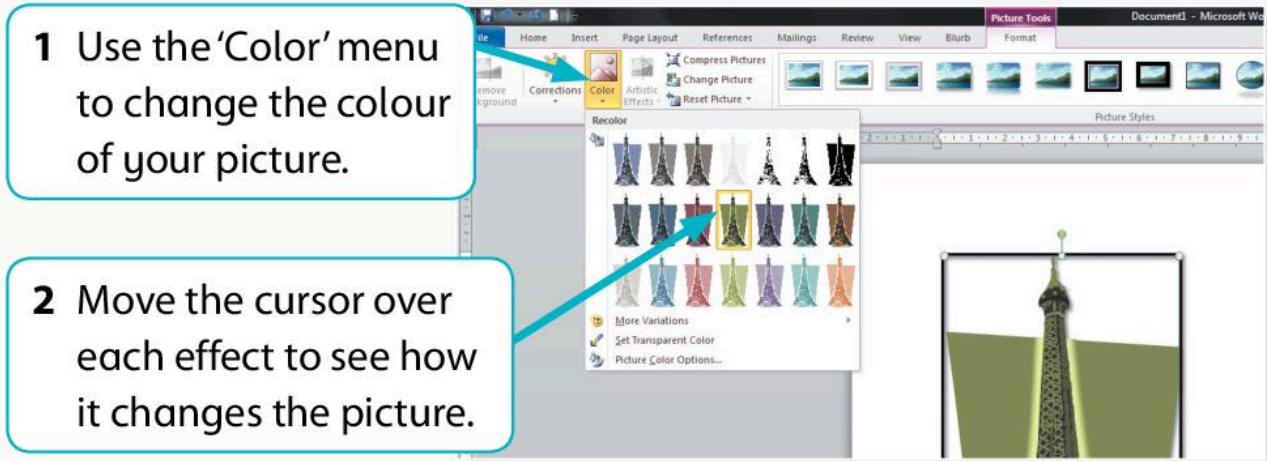 1 Use the ‘Color’ menu
to change the colour
of your picture.
2 Move the cursor over
each effect to see how
it changes the picture.
Picture Tools
Document1 - Microsoft Wo
Home Insert Page Layout References Mailings Review View Blurb Format
Corrections Color Artistic Effects
Compress Pictures
Change Picture
Reset Picture
Picture Styles
Recolor
More Variations
Set Transparent Color
Picture Color Options...